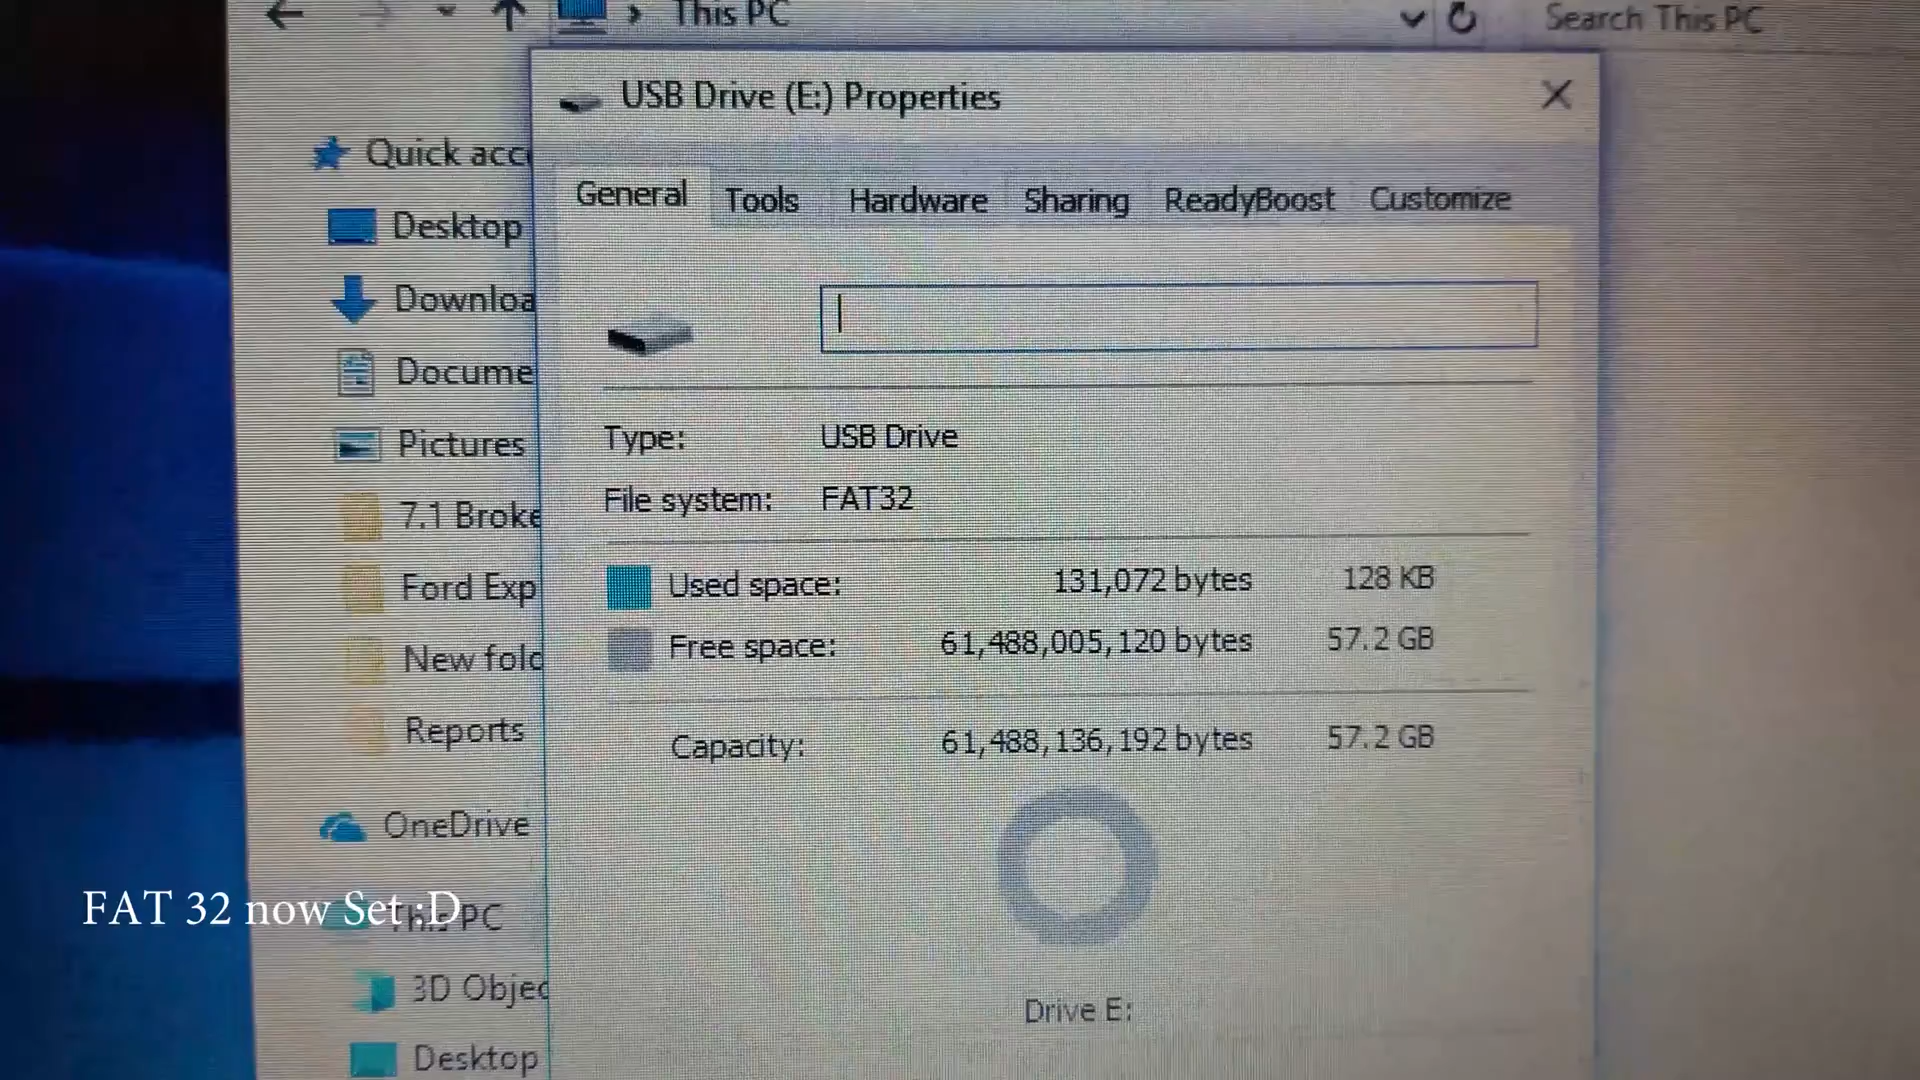 This PC
Search This PC
USB Drive (E:) Properties
Quick acc
General Tools Hardware Sharing ReadyBoost Customize
Desktop
Downloa
Docume
Type: USB Drive
Pictures
File system: FAT32
7.1 Broke
Used space: 131,072 bytes 128 KB
Ford Exp
Free space: 61,488,005,120 bytes 57.2 GB
New fold
Reports
Capacity: 61,488,136,192 bytes 57.2 GB
OneDrive
FAT 32 now Set :D
This PC
3D Objec
Drive E:
Desktop